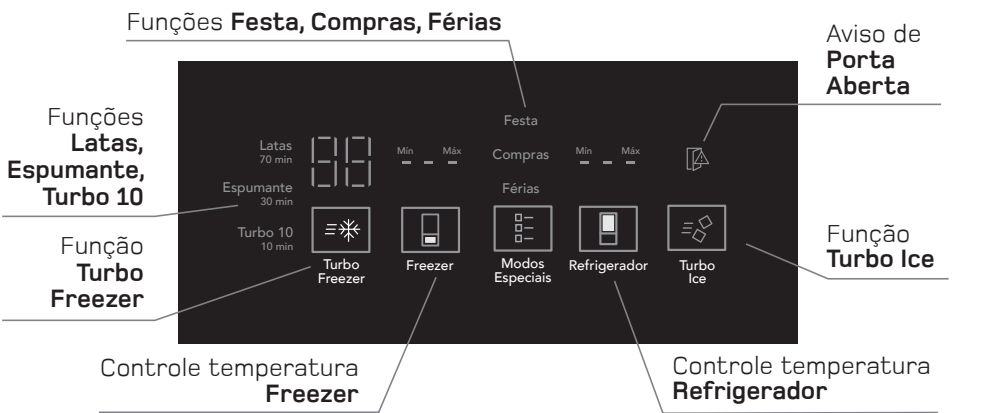 Funções Festa, Compras, Férias
Aviso de
Porta
Aberta
Funções
Latas,
Espumante,
Turbo 10
Função
Turbo
Freezer
Latas
70 min
Espumante
30 min
Turbo 10
10 min
88
Mín Máx
Festa
Compras
Férias
Mín Máx
Turbo
Freezer
Freezer
Modos
Especiais
Refrigerador
Turbo
Ice
Função
Turbo Ice
Controle temperatura
Freezer
Controle temperatura
Refrigerador